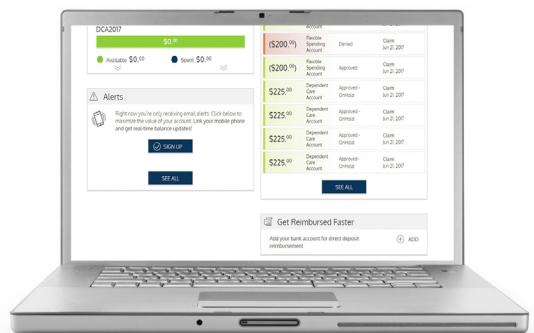 DCA2017
$0.00
Available $0.00
Spent $0.00
Alerts
Right now you're only receiving email alerts. Click below to
maximize the value of your account. Link your mobile phone
and get real-time balance updates!
SIGN UP
SEE ALL
Account
Jun 21, 2017
($200.00)
Flexible
Spending
Account
Denied
Claim
Jun 21, 2017
($200.00)
Flexible
Spending
Account
Approved
Claim
Jun 21, 2017
$225.00
Dependent
Care
Account
Approved -
Claim
Jun 21, 2017
$225.00
Dependent
Care
Account
Approved -
Claim
Jun 21, 2017
$225.00
Dependent
Care
Account
Approved -
Claim
Jun 21, 2017
$225.00
Dependent
Care
Account
Approved -
Claim
Jun 21, 2017
SEE ALL
Get Reimbursed Faster
Add your bank account for direct deposit
reimbursement
ADD